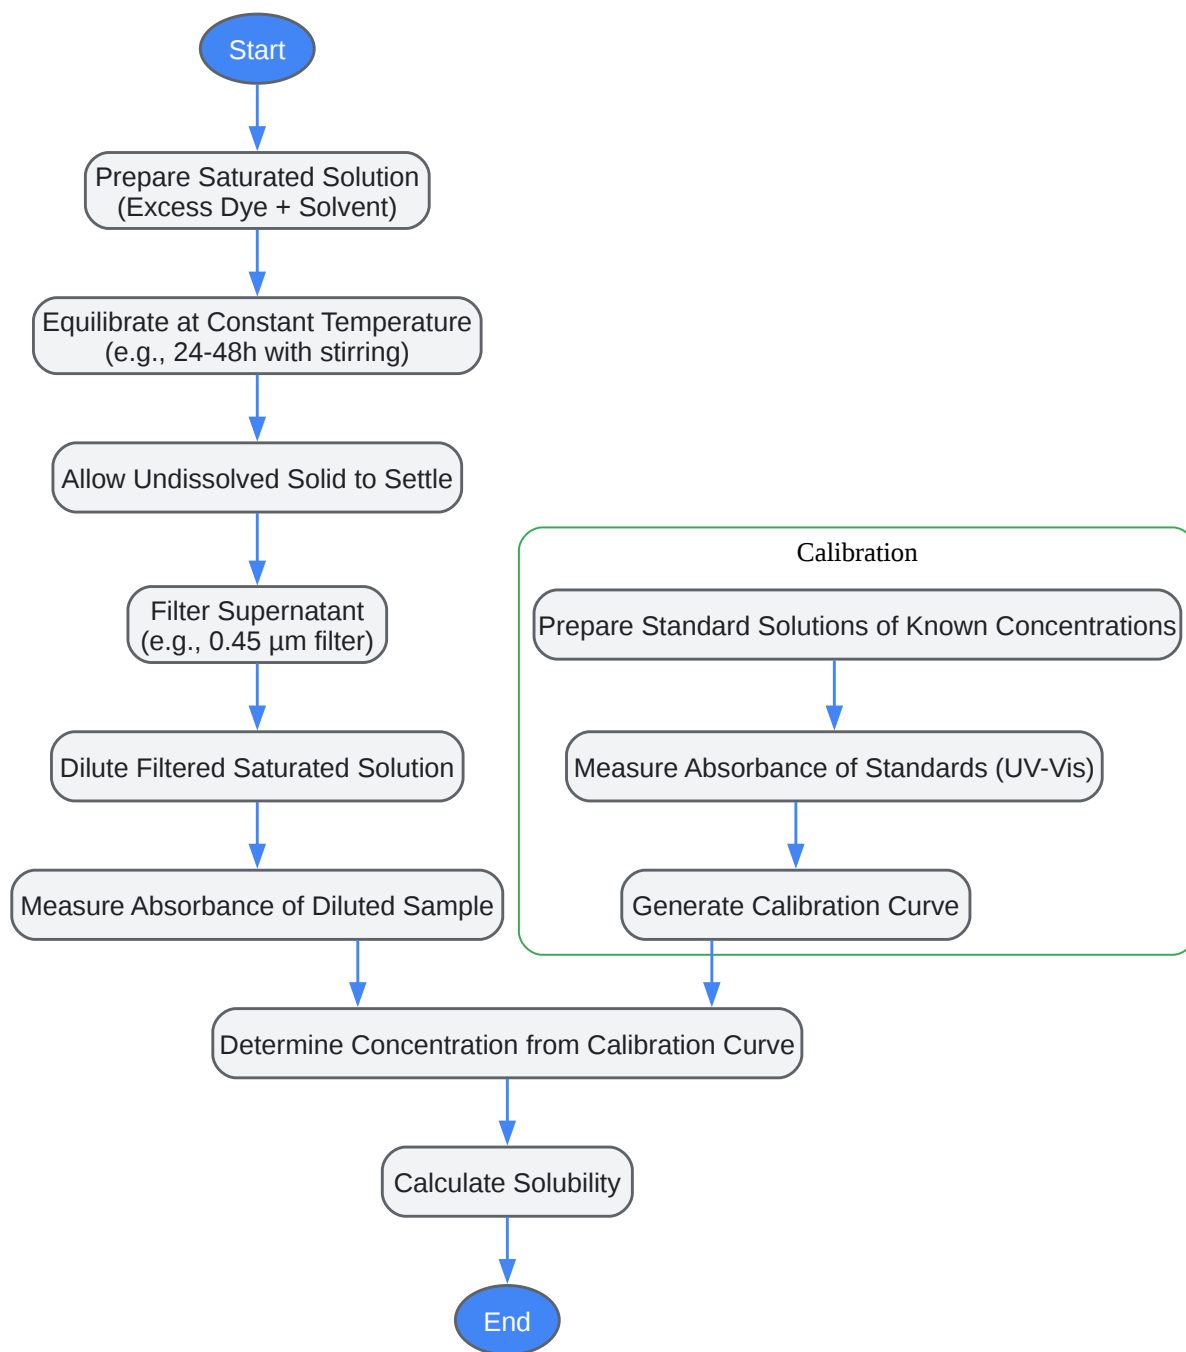 Start
Prepare Saturated Solution
(Excess Dye + Solvent)
Equilibrate at Constant Temperature
(e.g., 24-48h with stirring)
Allow Undissolved Solid to Settle
Filter Supernatant
(e.g., 0.45 µm filter)
Dilute Filtered Saturated Solution
Measure Absorbance of Diluted Sample
Calibration
Prepare Standard Solutions of Known Concentrations
Measure Absorbance of Standards (UV-Vis)
Generate Calibration Curve
Determine Concentration from Calibration Curve
Calculate Solubility
End